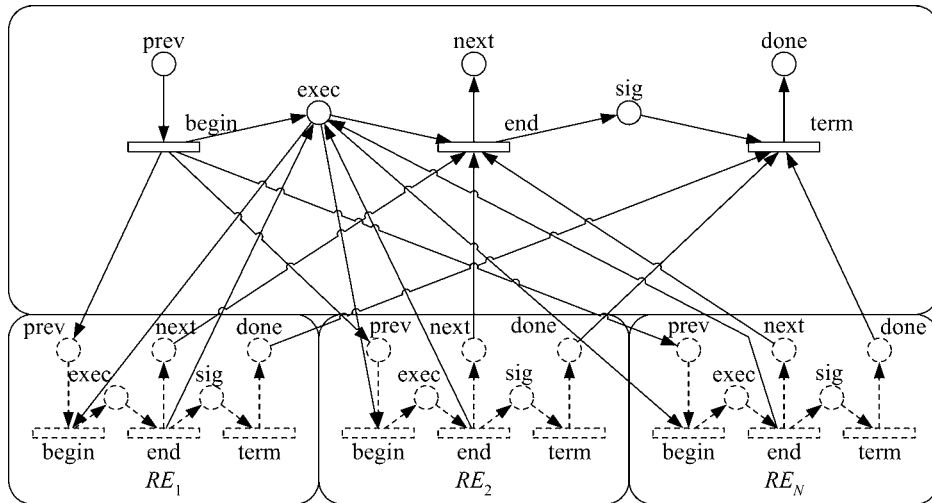 prev next done
exec sig
begin end term
prev next done prev next done prev next done
exec sig exec sig exec sig
begin end term begin end term begin end term
RE1 RE2 REN